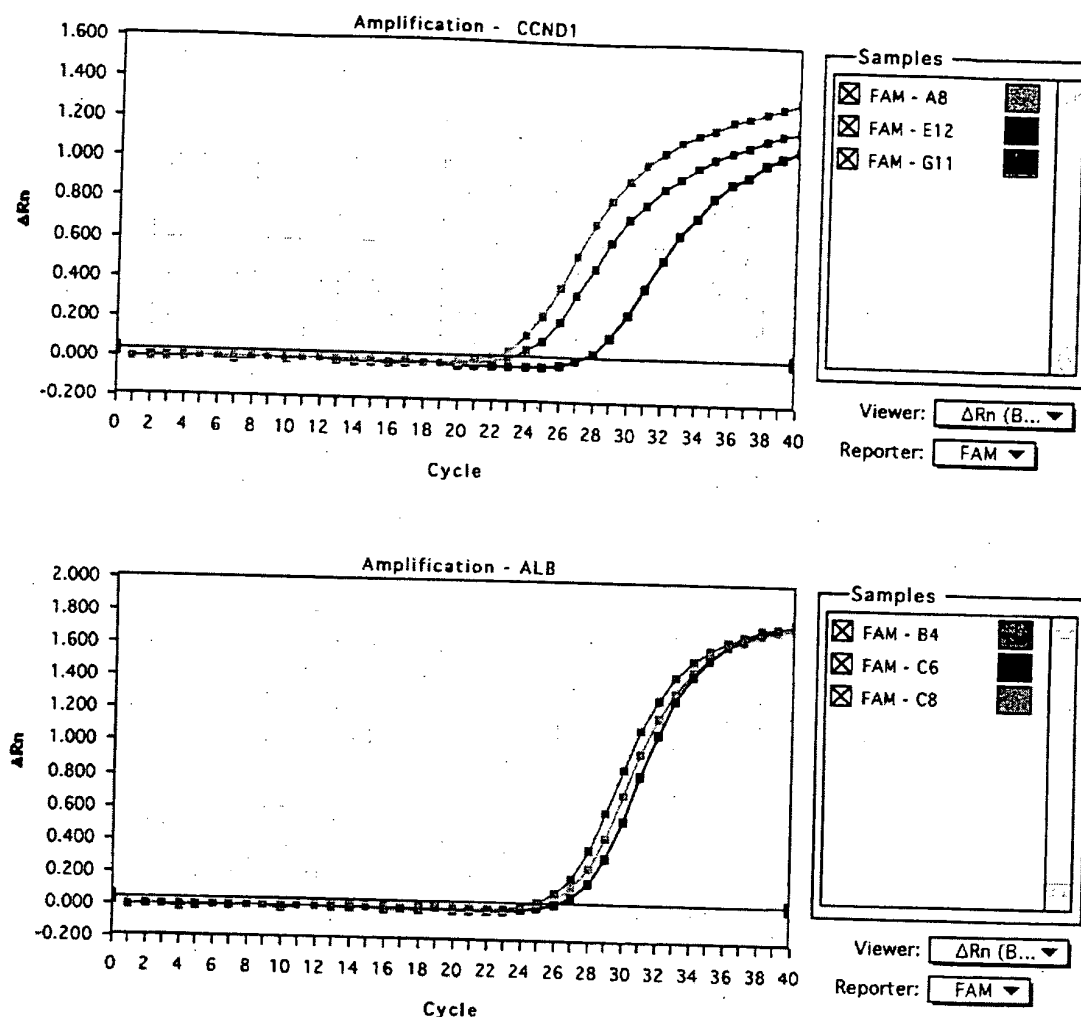 Amplification - CCND1
1.600
1.400
1.200
1.000
0.800
0.600
0.400
0.200
0.000
-0.200
ΔRn
0 2 4 6 8 10 12 14 16 18 20 22 24 26 28 30 32 34 36 38 40
Cycle
Samples
FAM - A8
FAM - E12
FAM - G11
Viewer: ΔRn (B... ▼
Reporter: FAM ▼
Amplification - ALB
2.000
1.800
1.600
1.400
1.200
1.000
0.800
0.600
0.400
0.200
0.000
-0.200
ΔRn
0 2 4 6 8 10 12 14 16 18 20 22 24 26 28 30 32 34 36 38 40
Cycle
Samples
FAM - B4
FAM - C6
FAM - C8
Viewer: ΔRn (B... ▼
Reporter: FAM ▼